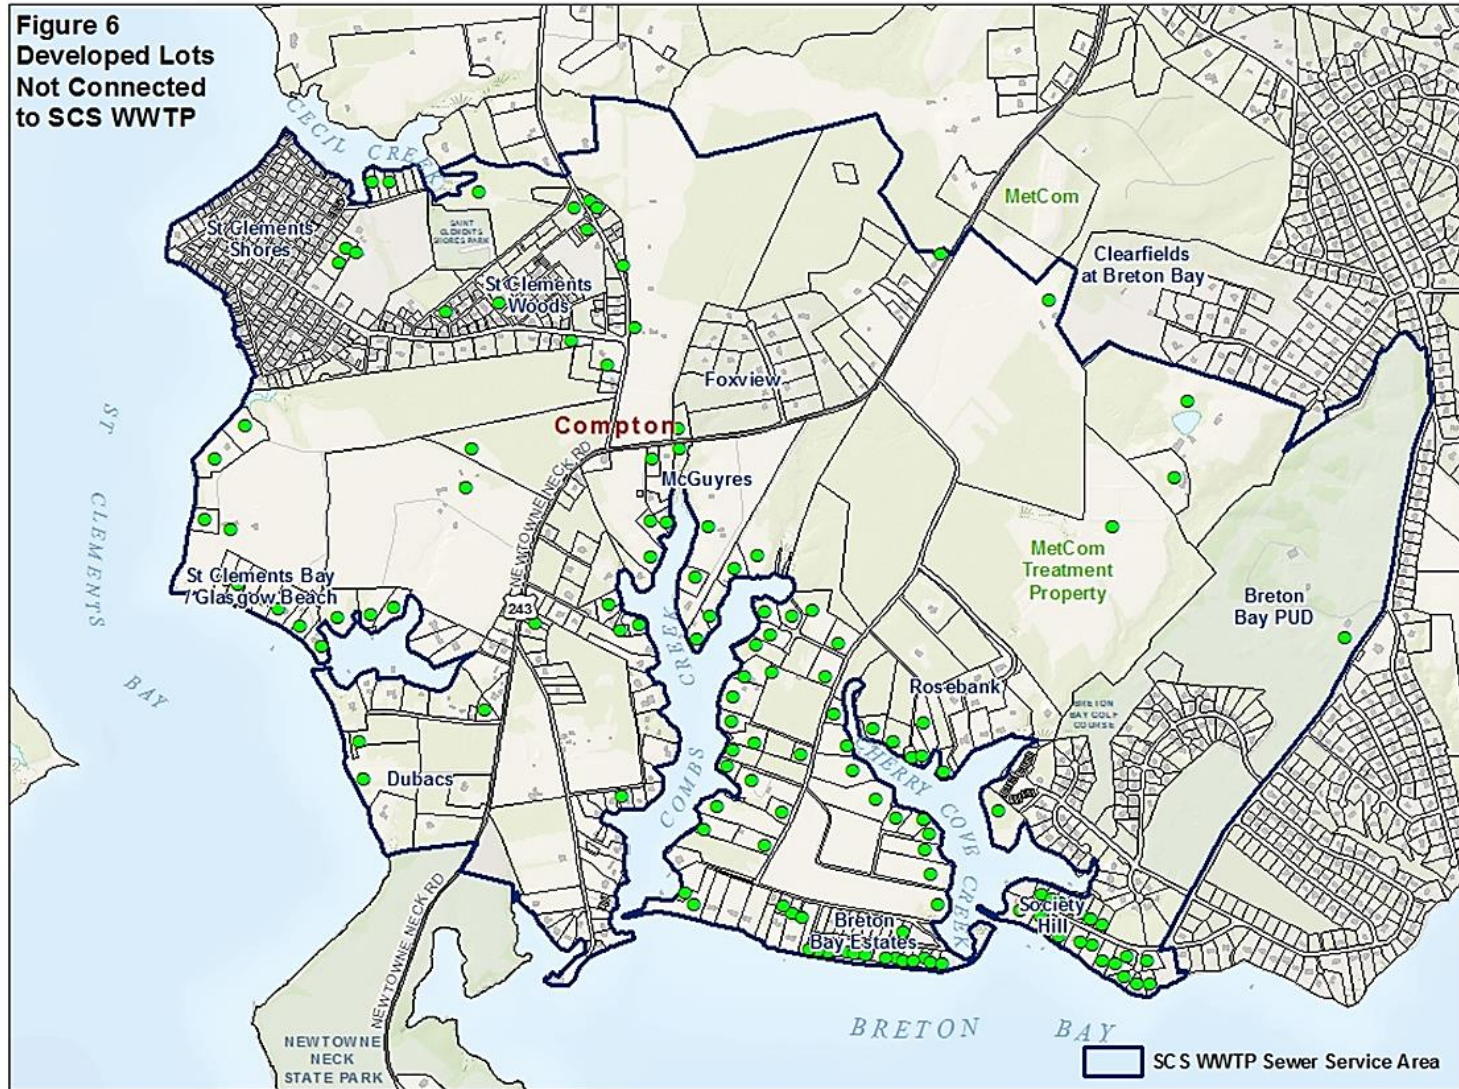 Figure 6
Developed Lots
Not Connected
to SCS WWTP
CECIL CREEK
St Clements
Shores
SAINT
CLEMENTS
SHORES PARK
St Clements
Woods
MetCom
Clearfields
at Breton Bay
Foxview
Compton
NEWTOWNE NECK RD
McGuyres
ST CLEMENTS BAY
St Clements Bay
/ Glasgow Beach
243
MetCom
Treatment
Property
Breton
Bay PUD
COMBS CREEK
Rosebank
BRETON
BAY GOLF
COURSE
Dubacs
CHERRY COVE CREEK
NEWTOWNE NECK RD
Breton
Bay Estates
Society
Hill
BRETON BAY
NEWTOWNE
NECK
STATE PARK
SCS WWTP Sewer Service Area